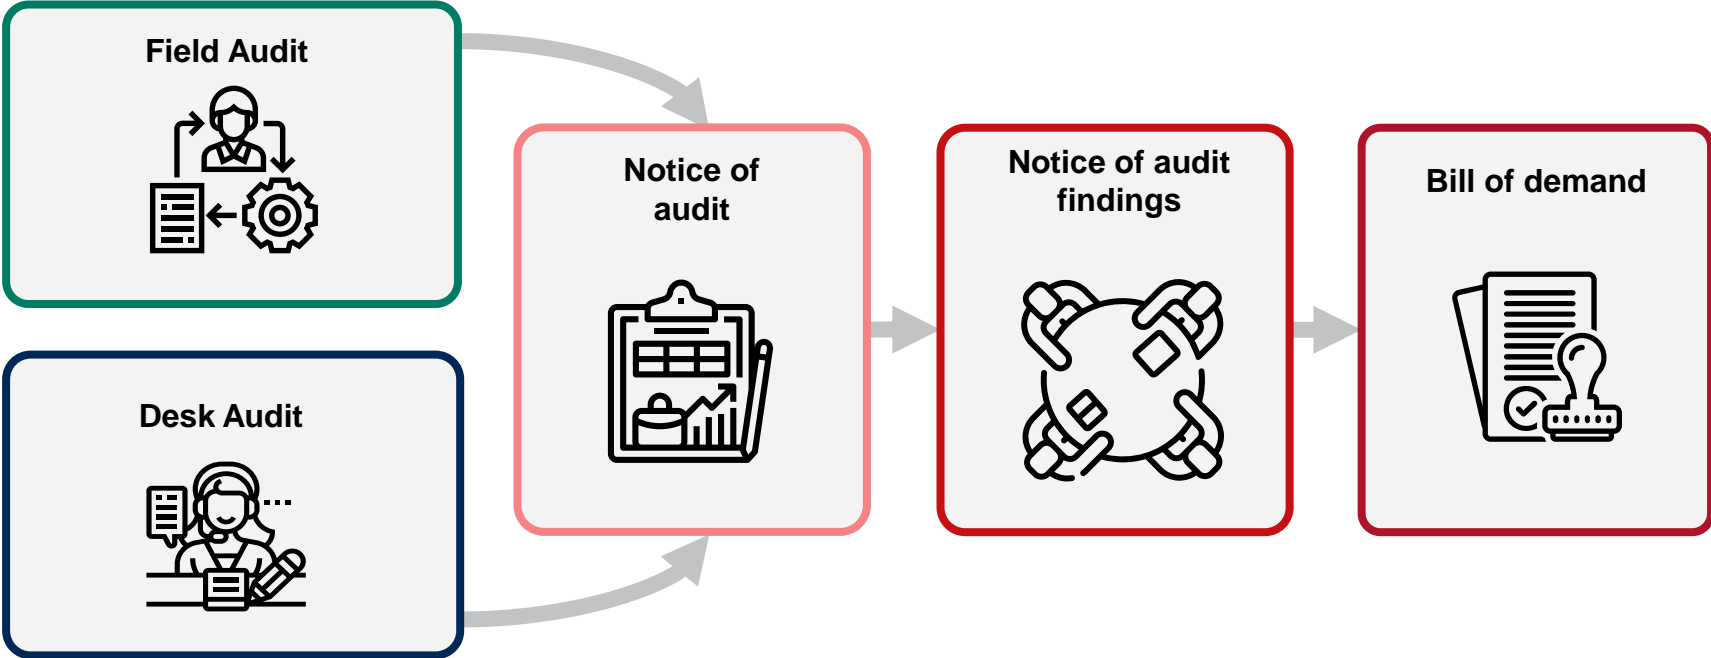 Field Audit
Desk Audit
Notice of
audit
Notice of audit
findings
Bill of demand